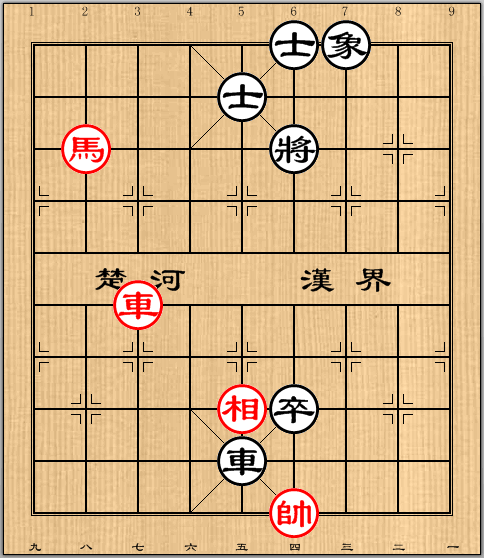 1 2 3 4 5 6 7 8 9
士 象
士
馬 將
楚河 漢界
車
相 卒
車
帥
九 八 七 六 五 四 三 二 一